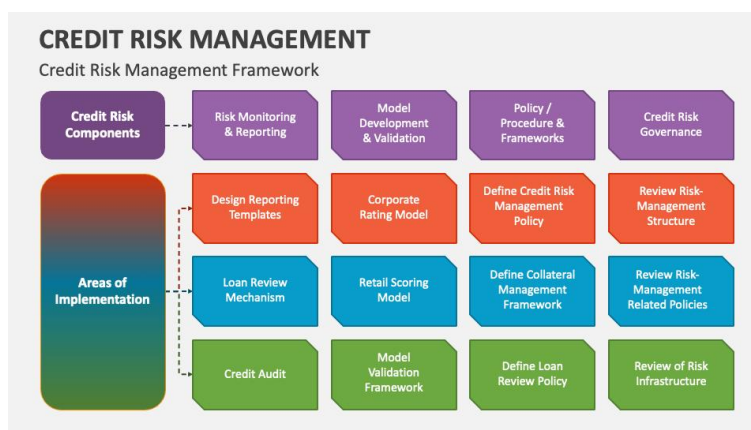 CREDIT RISK MANAGEMENT
Credit Risk Management Framework
Credit Risk
Components
Risk Monitoring
& Reporting
Model
Development
& Validation
Policy /
Procedure &
Frameworks
Credit Risk
Governance
Areas of
Implementation
Design Reporting
Templates
Corporate
Rating Model
Define Credit Risk
Management
Policy
Review Risk-
Management
Structure
Loan Review
Mechanism
Retail Scoring
Model
Define Collateral
Management
Framework
Review Risk-
Management
Related Policies
Credit Audit
Model
Validation
Framework
Define Loan
Review Policy
Review of Risk
Infrastructure